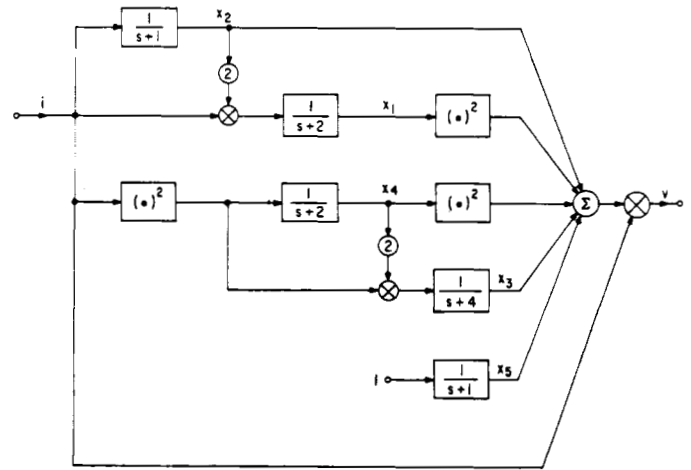 1/(s+1) x₂
2
i ⊗ 1/(s+2) x₁ (•)²
(•)² 1/(s+2) x₄ (•)² Σ ⊗ v
2
⊗ 1/(s+4) x₃
1 1/(s+1) x₅